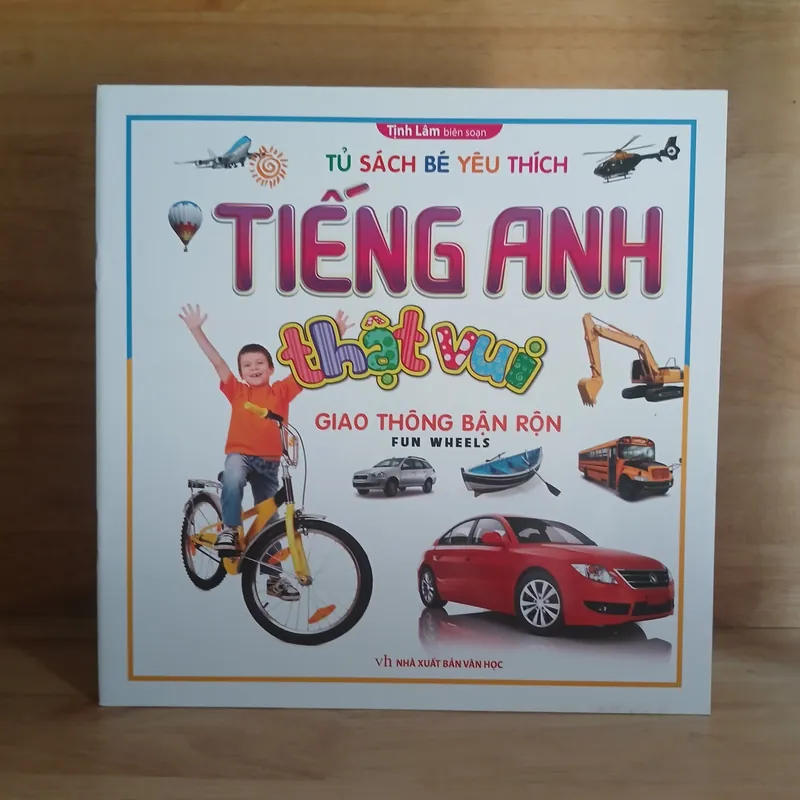 Tịnh Lâm biên soạn
TỦ SÁCH BÉ YÊU THÍCH
TIẾNG ANH
thật vui
GIAO THÔNG BẬN RỘN
FUN WHEELS
vh NHÀ XUẤT BẢN VĂN HỌC